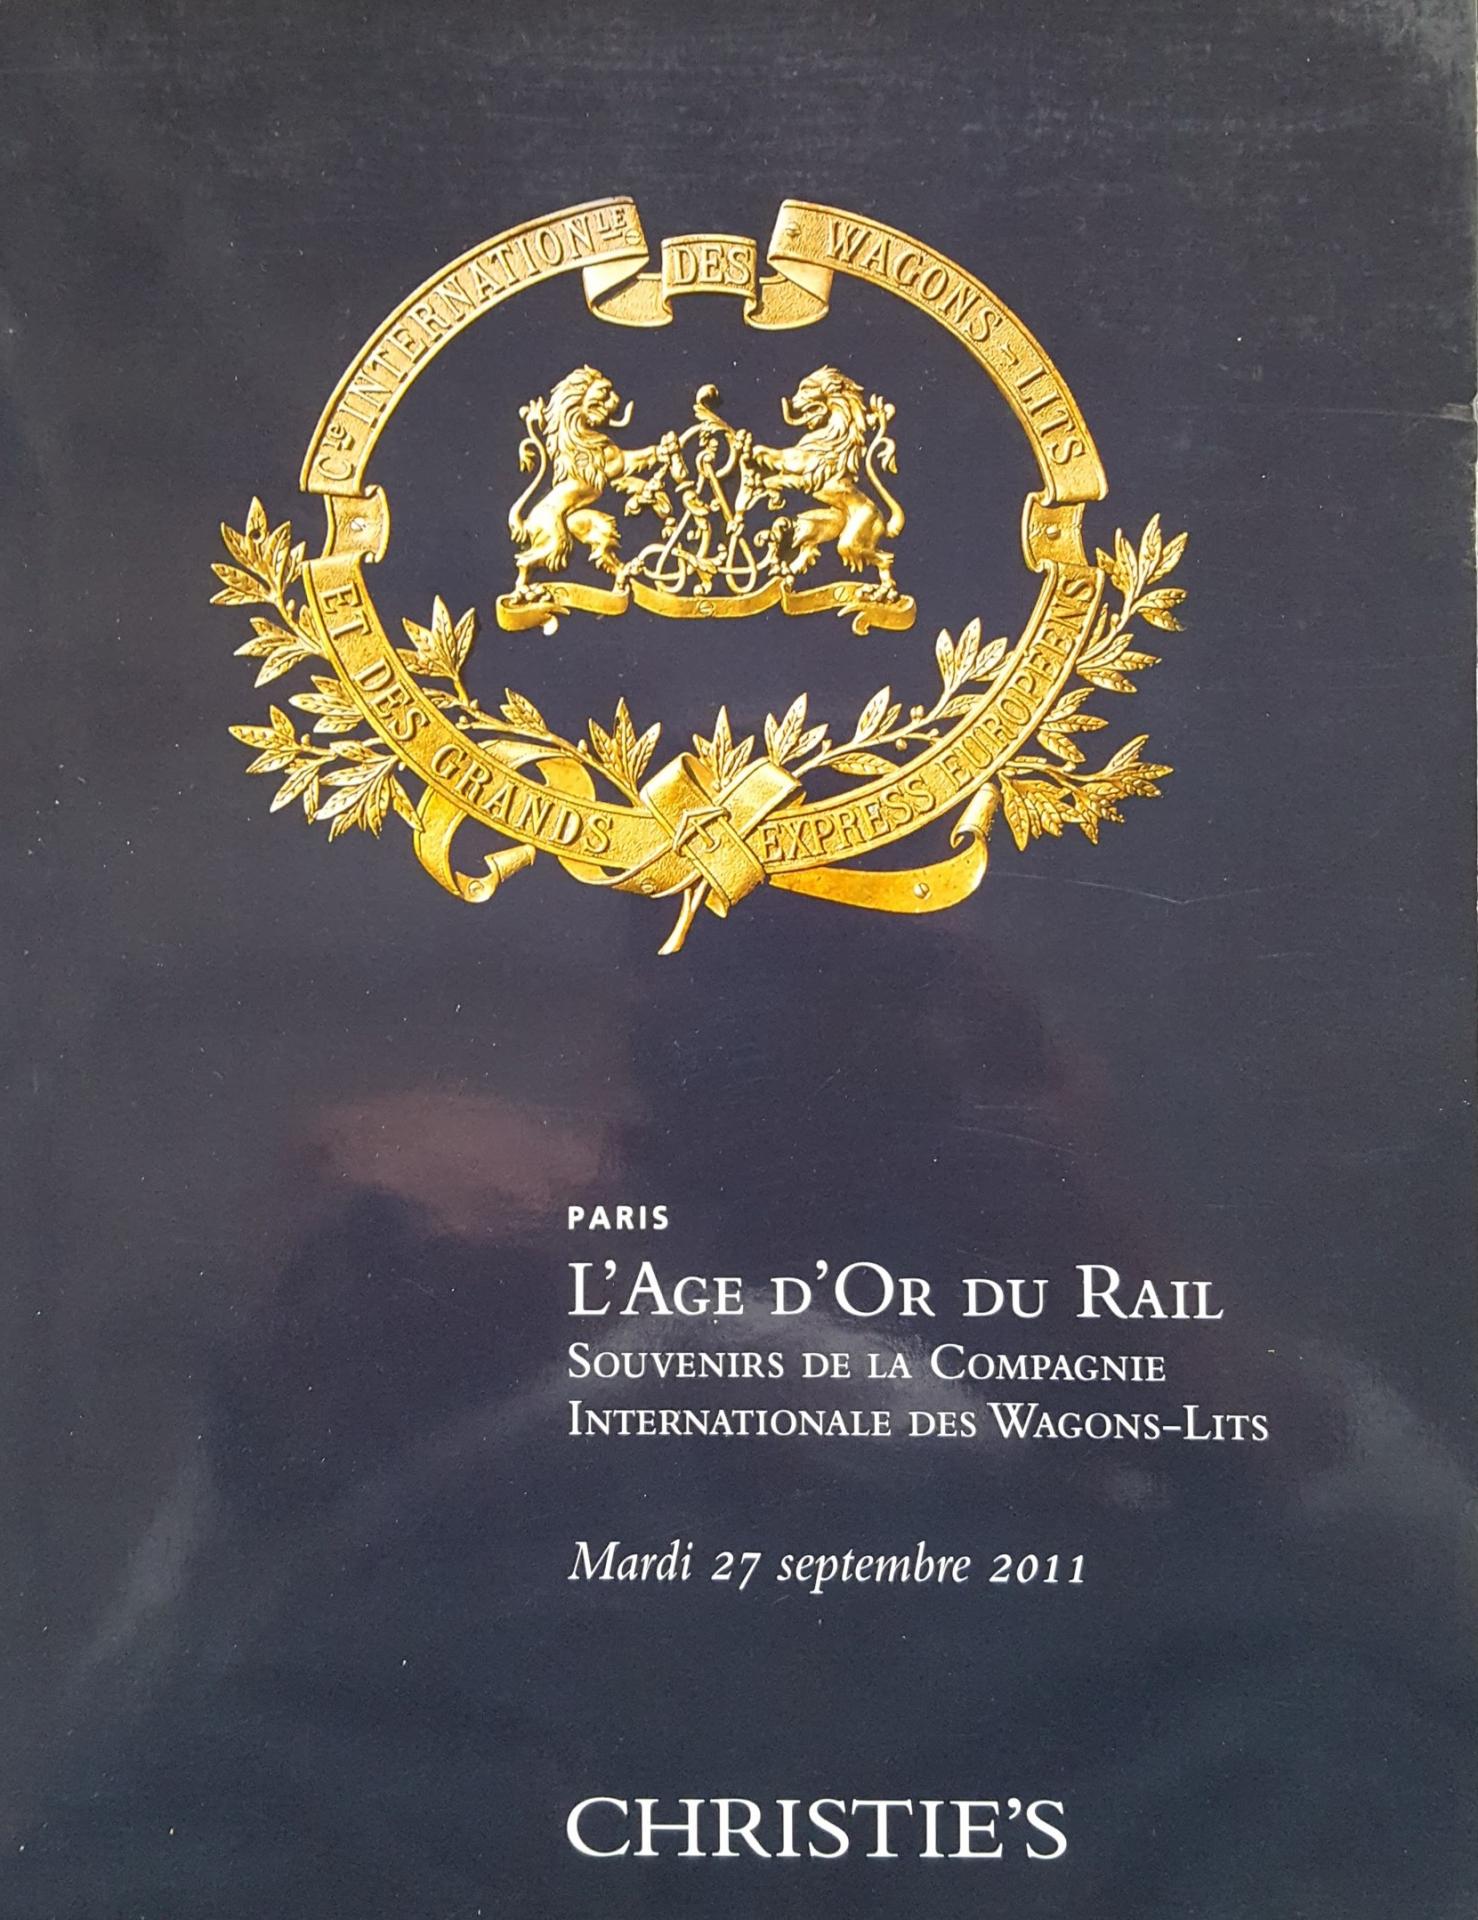 Cie INTERNATIONLE DES WAGONS-LITS
ET DES GRANDS EXPRESS EUROPEENS
PARIS
L'AGE D'OR DU RAIL
SOUVENIRS DE LA COMPAGNIE
INTERNATIONALE DES WAGONS-LITS
Mardi 27 septembre 2011
CHRISTIE'S